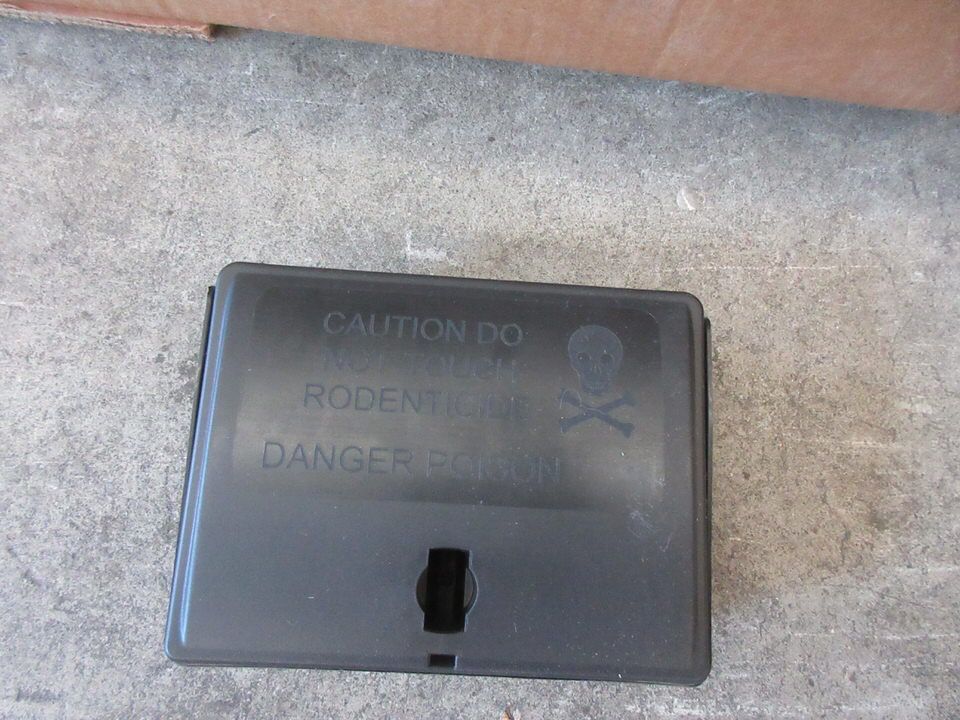 CAUTION DO
NOT TOUCH
RODENTICIDE
DANGER POISON